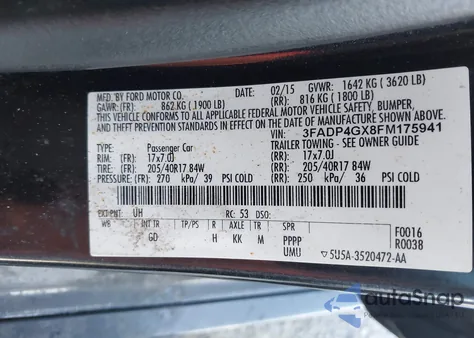 MFD. BY FORD MOTOR CO. 02/15 GVWR: 1642 KG ( 3620 LB)
GAWR: (FR) 862 KG ( 1900 LB) (RR) 816 KG ( 1800 LB)
THIS VEHICLE CONFORMS TO ALL APPLICABLE FEDERAL MOTOR VEHICLE SAFETY, BUMPER,
AND THEFT PREVENTION STANDARDS IN EFFECT ON THE DATE OF MANUFACTURE SHOWN ABOVE.
VIN: 3FADP4GX8FM175941
TYPE: Passenger Car TRAILER TOWING - SEE OWNER GUIDE
RIM: (FR) 17x7.0J (RR) 17x7.0J
TIRE: (FR) 205/40R17 84W (RR) 205/40R17 84W
PRESSURE: (FR) 270 kPa/ 39 PSI COLD (RR) 250 kPa/ 36 PSI COLD
EXT PNT: UH RC: 53 DSO:
WB INT TR TP/PS R AXLE TR SPR
GD H KK M PPPP
UMU
F0016
R0038
▽5U5A-3520472-AA
autoSnap